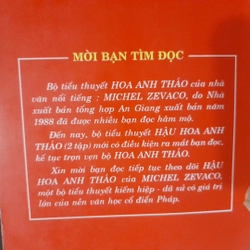 MỜI BẠN TÌM ĐỌC
Bộ tiểu thuyết HOA ANH THẢO của nhà
văn nổi tiếng : MICHEL ZEVACO, do Nhà
xuất bản tổng hợp An Giang xuất bản năm
1988 đã được nhiều bạn đọc hâm mộ.
Đến nay, bộ tiểu thuyết HẬU HOA ANH
THẢO (2 tập) mới có điều kiện ra mắt bạn đọc,
kể tục trọn vẹn bộ HOA ANH THẢO.
Xin mời bạn đọc tiếp tục theo dõi HẬU
HOA ANH THẢO của MICHEL ZEVACO,
một bộ tiểu thuyết kiếm hiệp - dã sử có giá trị
lớn của nền văn học cổ điển Pháp.